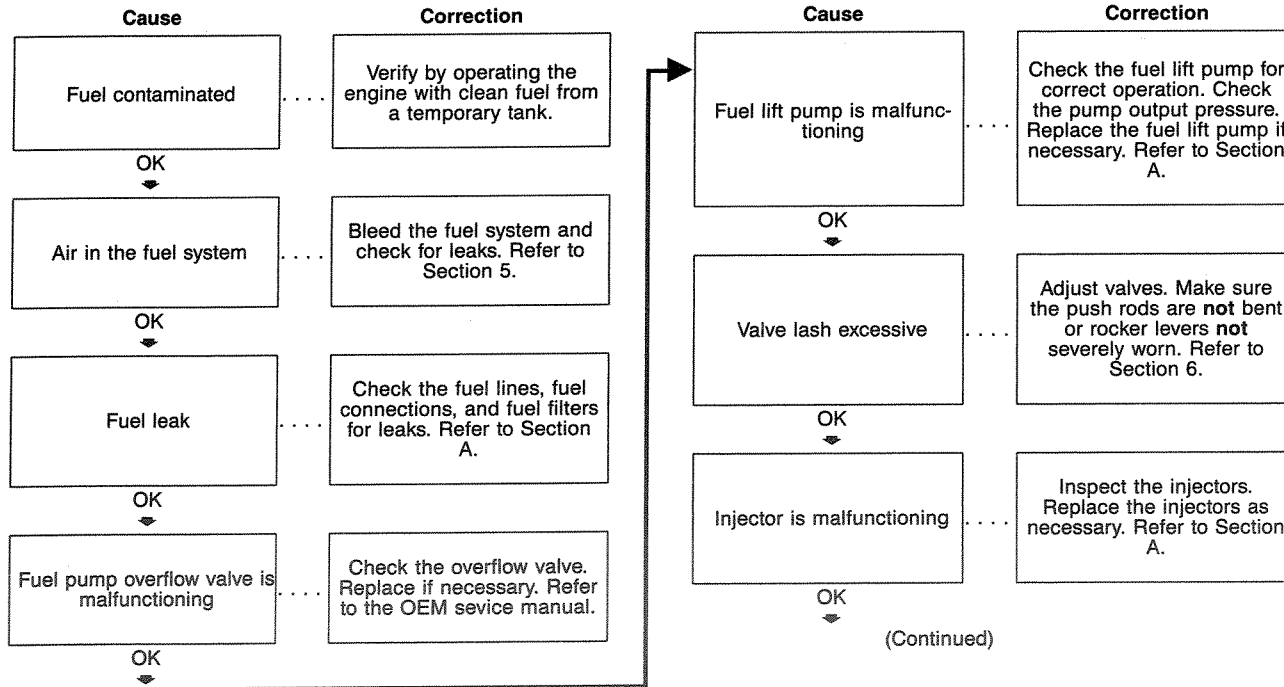 Cause
Correction
Fuel contaminated
. . . .
Verify by operating the
engine with clean fuel from
a temporary tank.
OK
Air in the fuel system
. . . .
Bleed the fuel system and
check for leaks. Refer to
Section 5.
OK
Fuel leak
. . . .
Check the fuel lines, fuel
connections, and fuel filters
for leaks. Refer to Section
A.
OK
Fuel pump overflow valve is
malfunctioning
. . . .
Check the overflow valve.
Replace if necessary. Refer
to the OEM sevice manual.
OK
Cause
Correction
Fuel lift pump is malfunc-
tioning
. . . .
Check the fuel lift pump for
correct operation. Check
the pump output pressure.
Replace the fuel lift pump if
necessary. Refer to Section
A.
OK
Valve lash excessive
. . . .
Adjust valves. Make sure
the push rods are not bent
or rocker levers not
severely worn. Refer to
Section 6.
OK
Injector is malfunctioning
. . . .
Inspect the injectors.
Replace the injectors as
necessary. Refer to Section
A.
OK
(Continued)